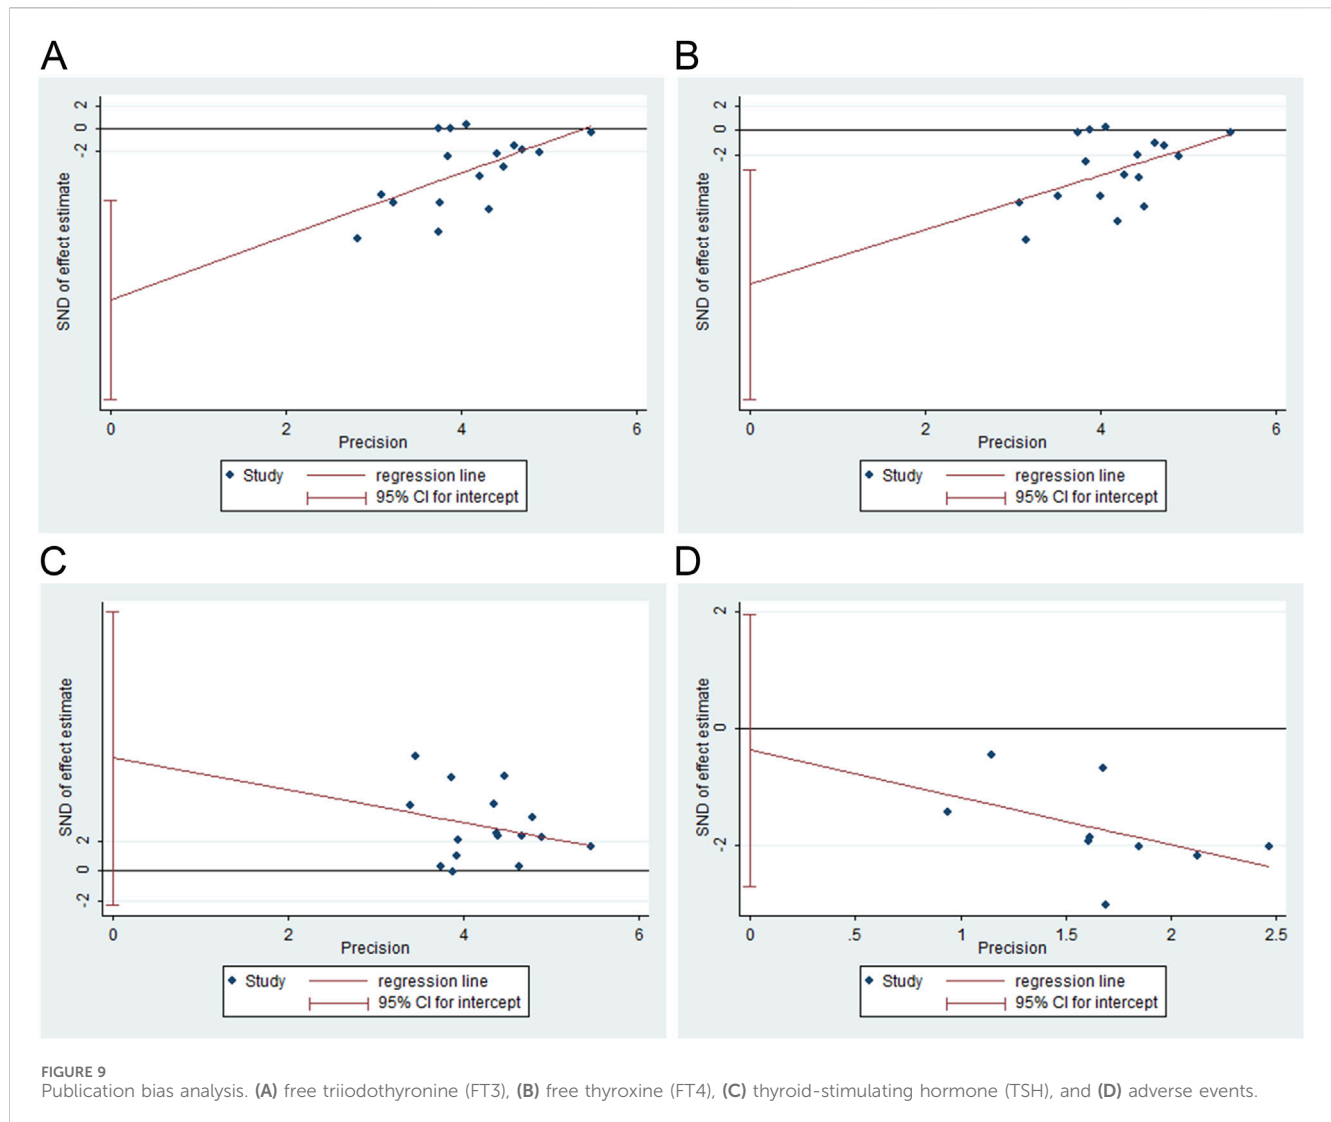 A
B
2
0
-2
SND of effect estimate
0
2
4
6
Precision
Study
regression line
95% CI for intercept
2
0
-2
SND of effect estimate
0
2
4
6
Precision
Study
regression line
95% CI for intercept
C
D
2
0
-2
SND of effect estimate
0
2
4
6
Precision
Study
regression line
95% CI for intercept
2
0
-2
SND of effect estimate
0
.5
1
1.5
2
2.5
Precision
Study
regression line
95% CI for intercept
FIGURE 9
Publication bias analysis. (A) free triiodothyronine (FT3), (B) free thyroxine (FT4), (C) thyroid-stimulating hormone (TSH), and (D) adverse events.